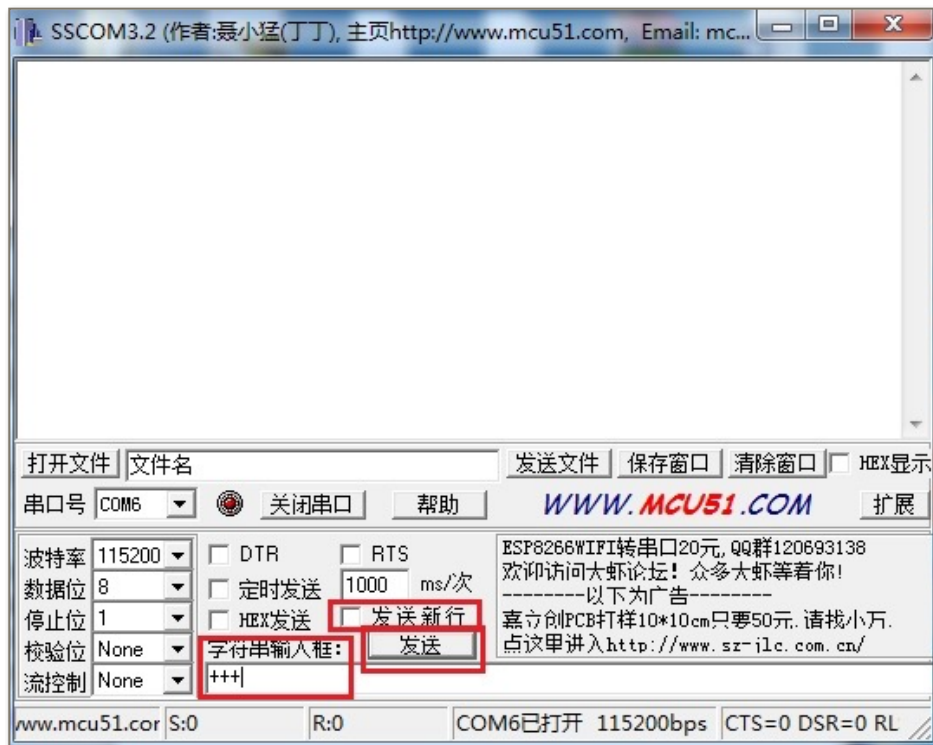 SSCOM3.2 (作者:聂小猛(丁丁), 主页http://www.mcu51.com, Email: mc...
打开文件 文件名 发送文件 保存窗口 清除窗口 HEX显示
串口号 COM6 关闭串口 帮助 WWW.MCU51.COM 扩展
波特率 115200 DTR RTS
数据位 8 定时发送 1000 ms/次
停止位 1 HEX发送 发送新行
校验位 None 字符串输入框: 发送
流控制 None +++
ESP8266WIFI转串口20元,QQ群120693138
欢迎访问大虾论坛! 众多大虾等着你!
--------以下为广告--------
嘉立创PCB打样10*10cm只要50元.请找小万.
点这里进入http://www.sz-jlc.com.cn/
www.mcu51.cor S:0 R:0 COM6已打开 115200bps CTS=0 DSR=0 RL